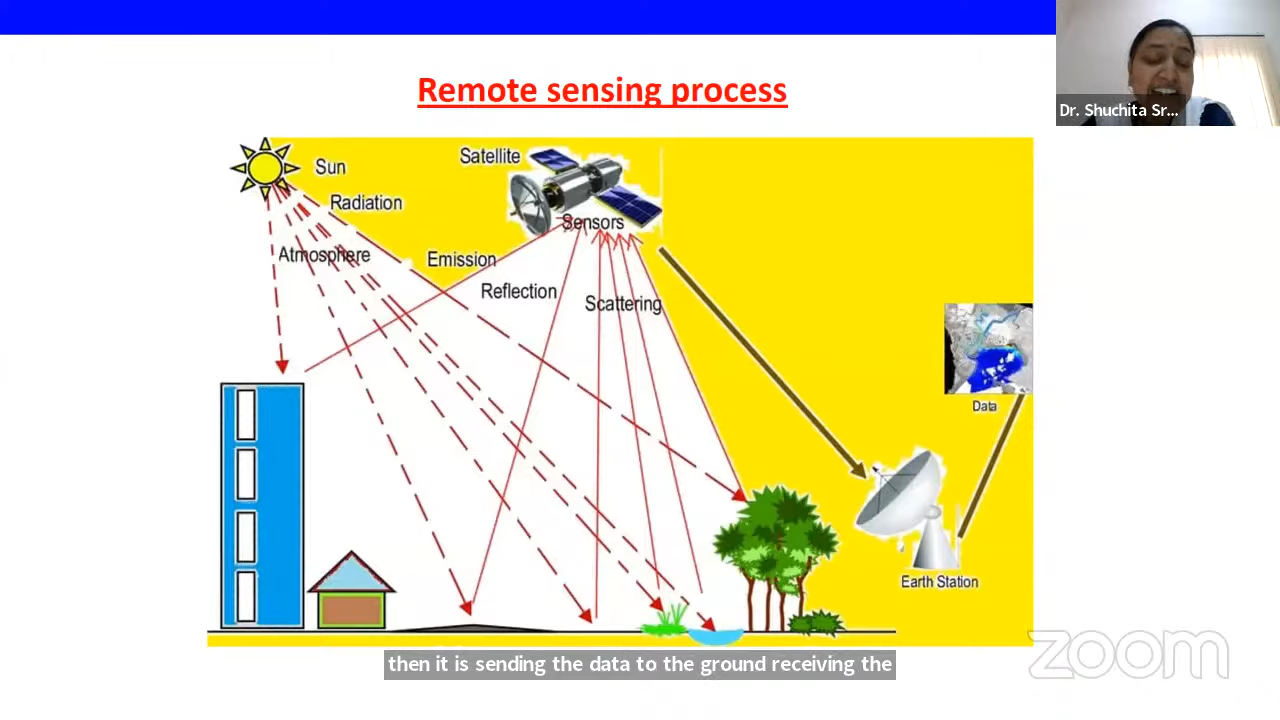 Remote sensing process
Dr. Shuchita Sr...
Sun
Satellite
Radiation
Sensors
Atmosphere
Emission
Reflection
Scattering
Data
Earth Station
then it is sending the data to the ground receiving the
zoom